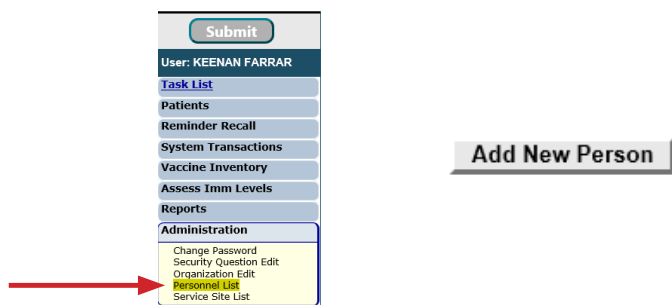 Submit
User: KEENAN FARRAR
Task List
Patients
Reminder Recall
System Transactions
Vaccine Inventory
Assess Imm Levels
Reports
Administration
Change Password
Security Question Edit
Organization Edit
Personnel List
Service Site List
Add New Person